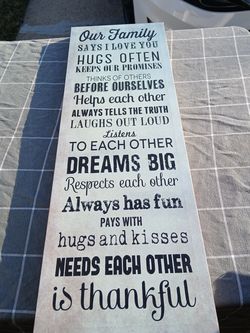 Our Family
SAYS I LOVE YOU
HUGS OFTEN
KEEPS OUR PROMISES
THINKS OF OTHERS
BEFORE OURSELVES
Helps each other
ALWAYS TELLS THE TRUTH
LAUGHS OUT LOUD
Listens
TO EACH OTHER
DREAMS BIG
Respects each other
Always has fun
PAYS WITH
hugs and kisses
NEEDS EACH OTHER
is thankful